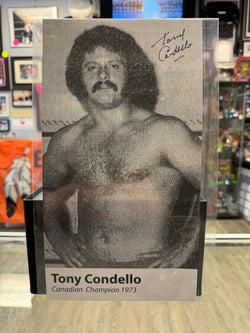 Tony
Condello
Tony Condello
Canadian Champion 1973